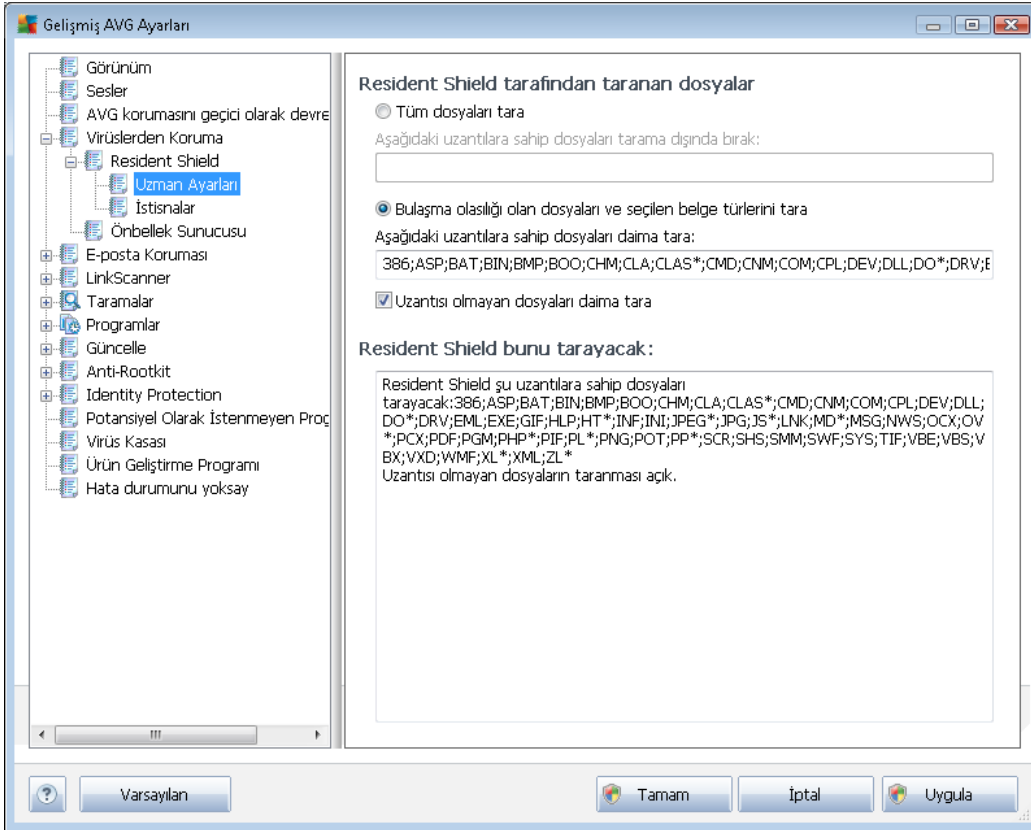 Gelişmiş AVG Ayarları
Görünüm
Sesler
AVG korumasını geçici olarak devre
Virüslerden Koruma
Resident Shield
Uzman Ayarları
İstisnalar
Önbellek Sunucusu
E-posta Koruması
LinkScanner
Taramalar
Programlar
Güncelle
Anti-Rootkit
Identity Protection
Potansiyel Olarak İstenmeyen Prog
Virüs Kasası
Ürün Geliştirme Programı
Hata durumunu yoksay
Resident Shield tarafından taranan dosyalar
Tüm dosyaları tara
Aşağıdaki uzantılara sahip dosyaları tarama dışında bırak:
Bulaşma olasılığı olan dosyaları ve seçilen belge türlerini tara
Aşağıdaki uzantılara sahip dosyaları daima tara:
386;ASP;BAT;BIN;BMP;BOO;CHM;CLA;CLAS*;CMD;CNM;COM;CPL;DEV;DLL;DO*;DRV;E
Uzantısı olmayan dosyaları daima tara
Resident Shield bunu tarayacak:
Resident Shield şu uzantılara sahip dosyaları
tarayacak:386;ASP;BAT;BIN;BMP;BOO;CHM;CLA;CLAS*;CMD;CNM;COM;CPL;DEV;DLL;
DO*;DRV;EML;EXE;GIF;HLP;HT*;INF;INI;JPEG*;JPG;JS*;LNK;MD*;MSG;NWS;OCX;OV
*;PCX;PDF;PGM;PHP*;PIF;PL*;PNG;POT;PP*;SCR;SHS;SMM;SWF;SYS;TIF;VBE;VBS;V
BX;VXD;WMF;XL*;XML;ZL*
Uzantısı olmayan dosyaların taranması açık.
? Varsayılan Tamam İptal Uygula